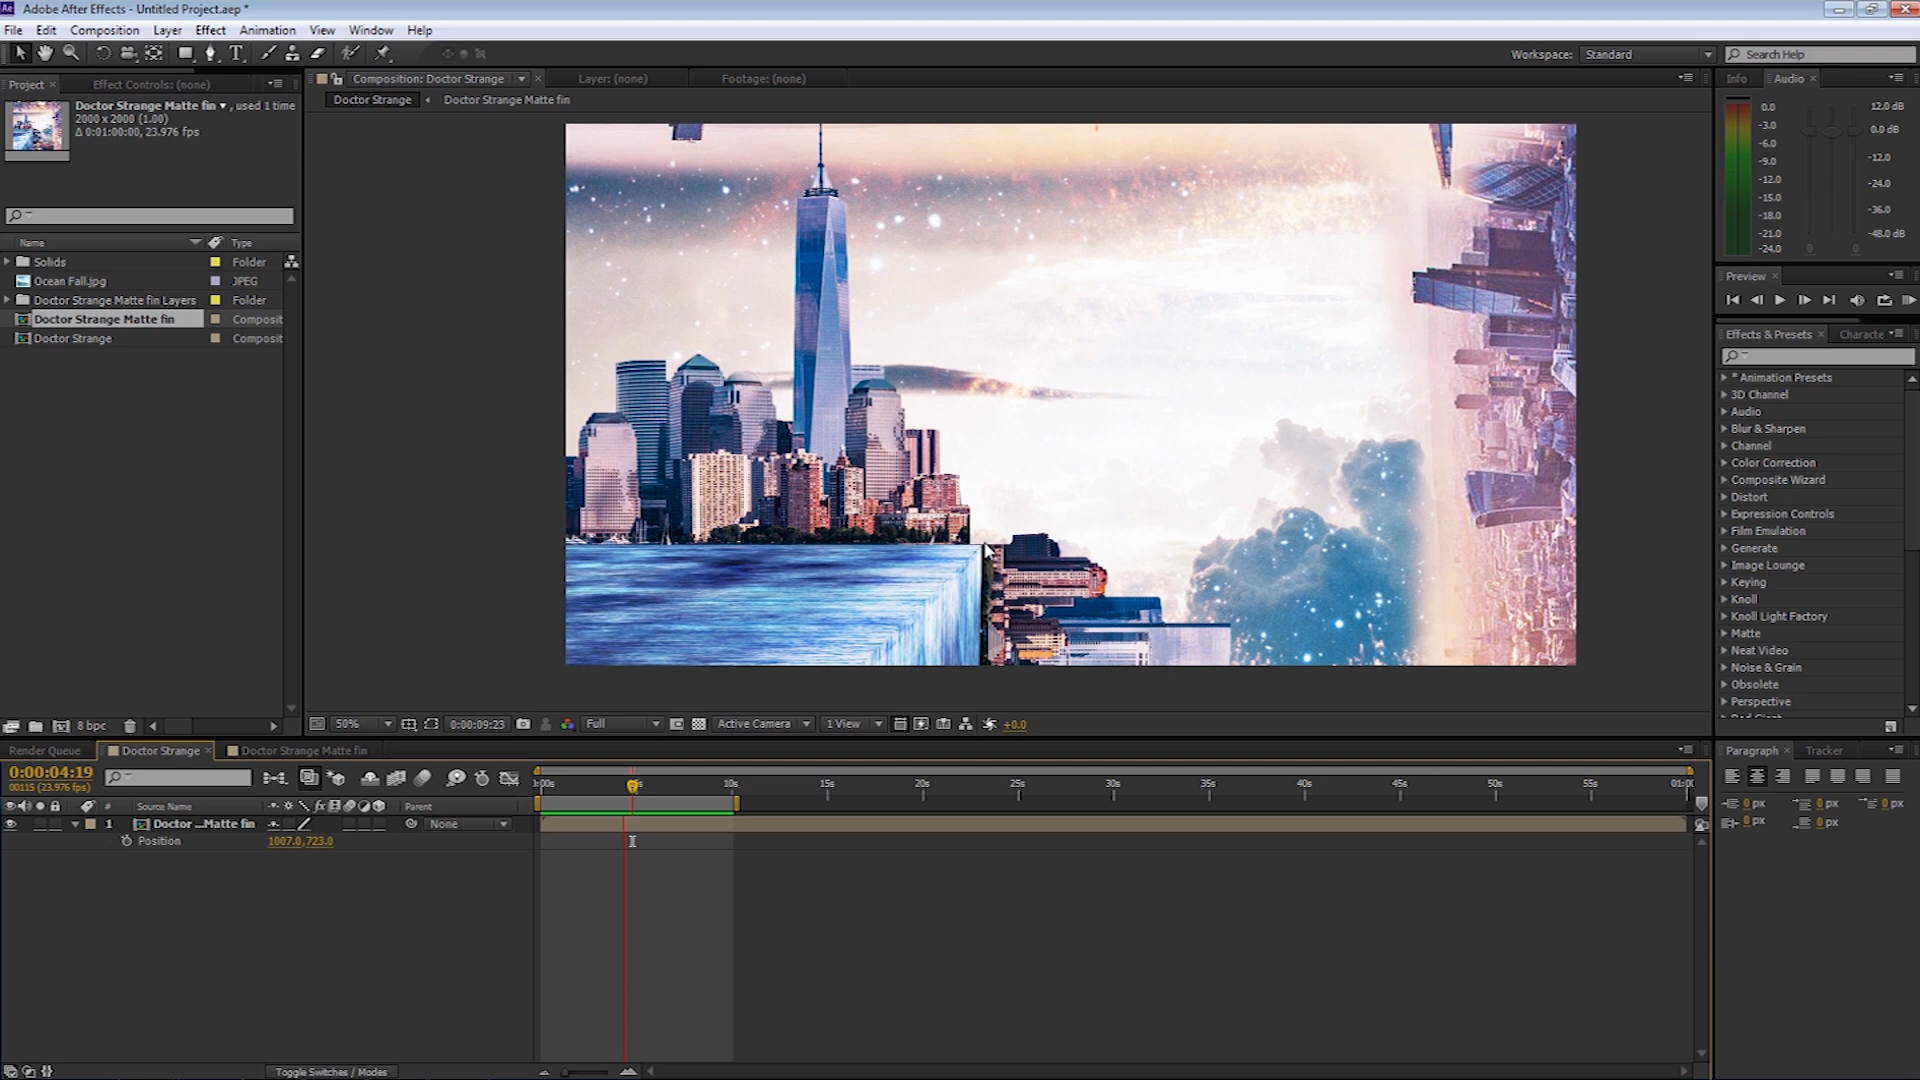 Adobe After Effects - Untitled Project.aep *
File Edit Composition Layer Effect Animation View Window Help
Workspace: Standard Search Help
Project × Effect Controls: (none)
Doctor Strange Matte fin ▼, used 1 time
2000 x 2000 (1.00)
Δ 0:01:00:00, 23.976 fps
Name Type
Solids Folder
Ocean Fall.jpg JPEG
Doctor Strange Matte fin Layers Folder
Doctor Strange Matte fin Composit
Doctor Strange Composit
8 bpc
Composition: Doctor Strange × Layer: (none) Footage: (none)
Doctor Strange Doctor Strange Matte fin
50% 0:00:09:23 Full Active Camera 1 View +0.0
Info Audio ×
0.0 12.0 dB
-3.0 0.0 dB
-6.0
-9.0 -12.0
-12.0
-15.0 -24.0
-18.0 -36.0
-21.0 -48.0 dB
-24.0 0 0
Preview ×
Effects & Presets × Characte
* Animation Presets
3D Channel
Audio
Blur & Sharpen
Channel
Color Correction
Composite Wizard
Distort
Expression Controls
Film Emulation
Generate
Image Lounge
Keying
Knoll
Knoll Light Factory
Matte
Neat Video
Noise & Grain
Obsolete
Perspective
Render Queue Doctor Strange × Doctor Strange Matte fin
0:00:04:19
00115 (23.976 fps)
# Source Name fx Parent
1 Doctor ...Matte fin None
Position 1007.0,723.0
1:00s 10s 15s 20s 25s 30s 35s 40s 45s 50s 55s 01:0
Toggle Switches / Modes
Paragraph × Tracker
0 px 0 px 0 px
0 px 0 px